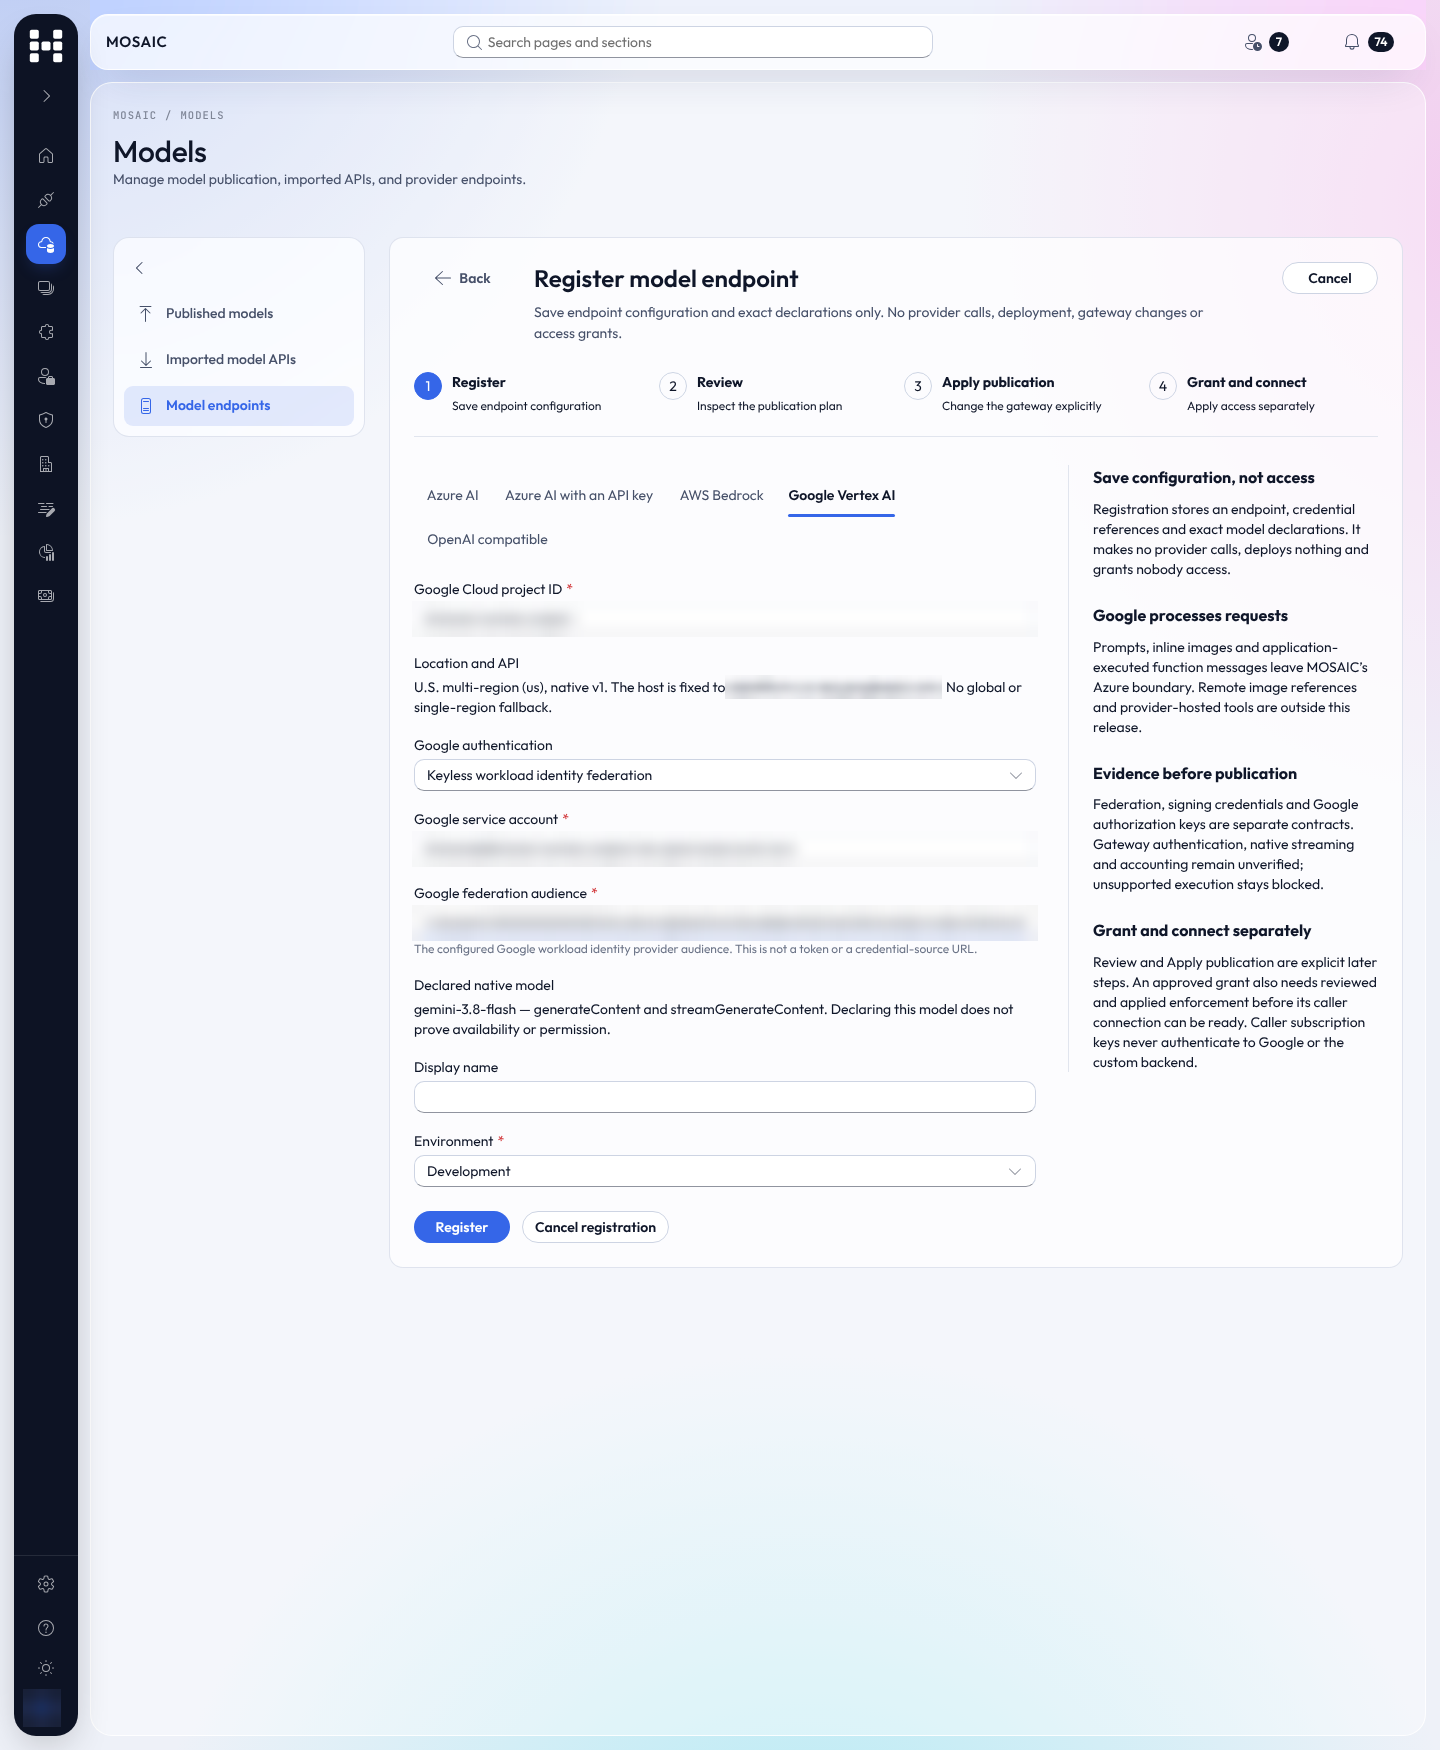 MOSAIC
Search pages and sections
7
74
MOSAIC / MODELS
Models
Manage model publication, imported APIs, and provider endpoints.
Published models
Imported model APIs
Model endpoints
Back
Register model endpoint
Cancel
Save endpoint configuration and exact declarations only. No provider calls, deployment, gateway changes or
access grants.
1
Register
Save endpoint configuration
2
Review
Inspect the publication plan
3
Apply publication
Change the gateway explicitly
4
Grant and connect
Apply access separately
Azure AI
Azure AI with an API key
AWS Bedrock
Google Vertex AI
OpenAI compatible
Google Cloud project ID *
Location and API
U.S. multi-region (us), native v1. The host is fixed to No global or
single-region fallback.
Google authentication
Keyless workload identity federation
Google service account *
Google federation audience *
The configured Google workload identity provider audience. This is not a token or a credential-source URL.
Declared native model
gemini-3.8-flash — generateContent and streamGenerateContent. Declaring this model does not
prove availability or permission.
Display name
Environment *
Development
Register
Cancel registration
Save configuration, not access
Registration stores an endpoint, credential
references and exact model declarations. It
makes no provider calls, deploys nothing and
grants nobody access.
Google processes requests
Prompts, inline images and application-
executed function messages leave MOSAIC's
Azure boundary. Remote image references
and provider-hosted tools are outside this
release.
Evidence before publication
Federation, signing credentials and Google
authorization keys are separate contracts.
Gateway authentication, native streaming
and accounting remain unverified;
unsupported execution stays blocked.
Grant and connect separately
Review and Apply publication are explicit later
steps. An approved grant also needs reviewed
and applied enforcement before its caller
connection can be ready. Caller subscription
keys never authenticate to Google or the
custom backend.